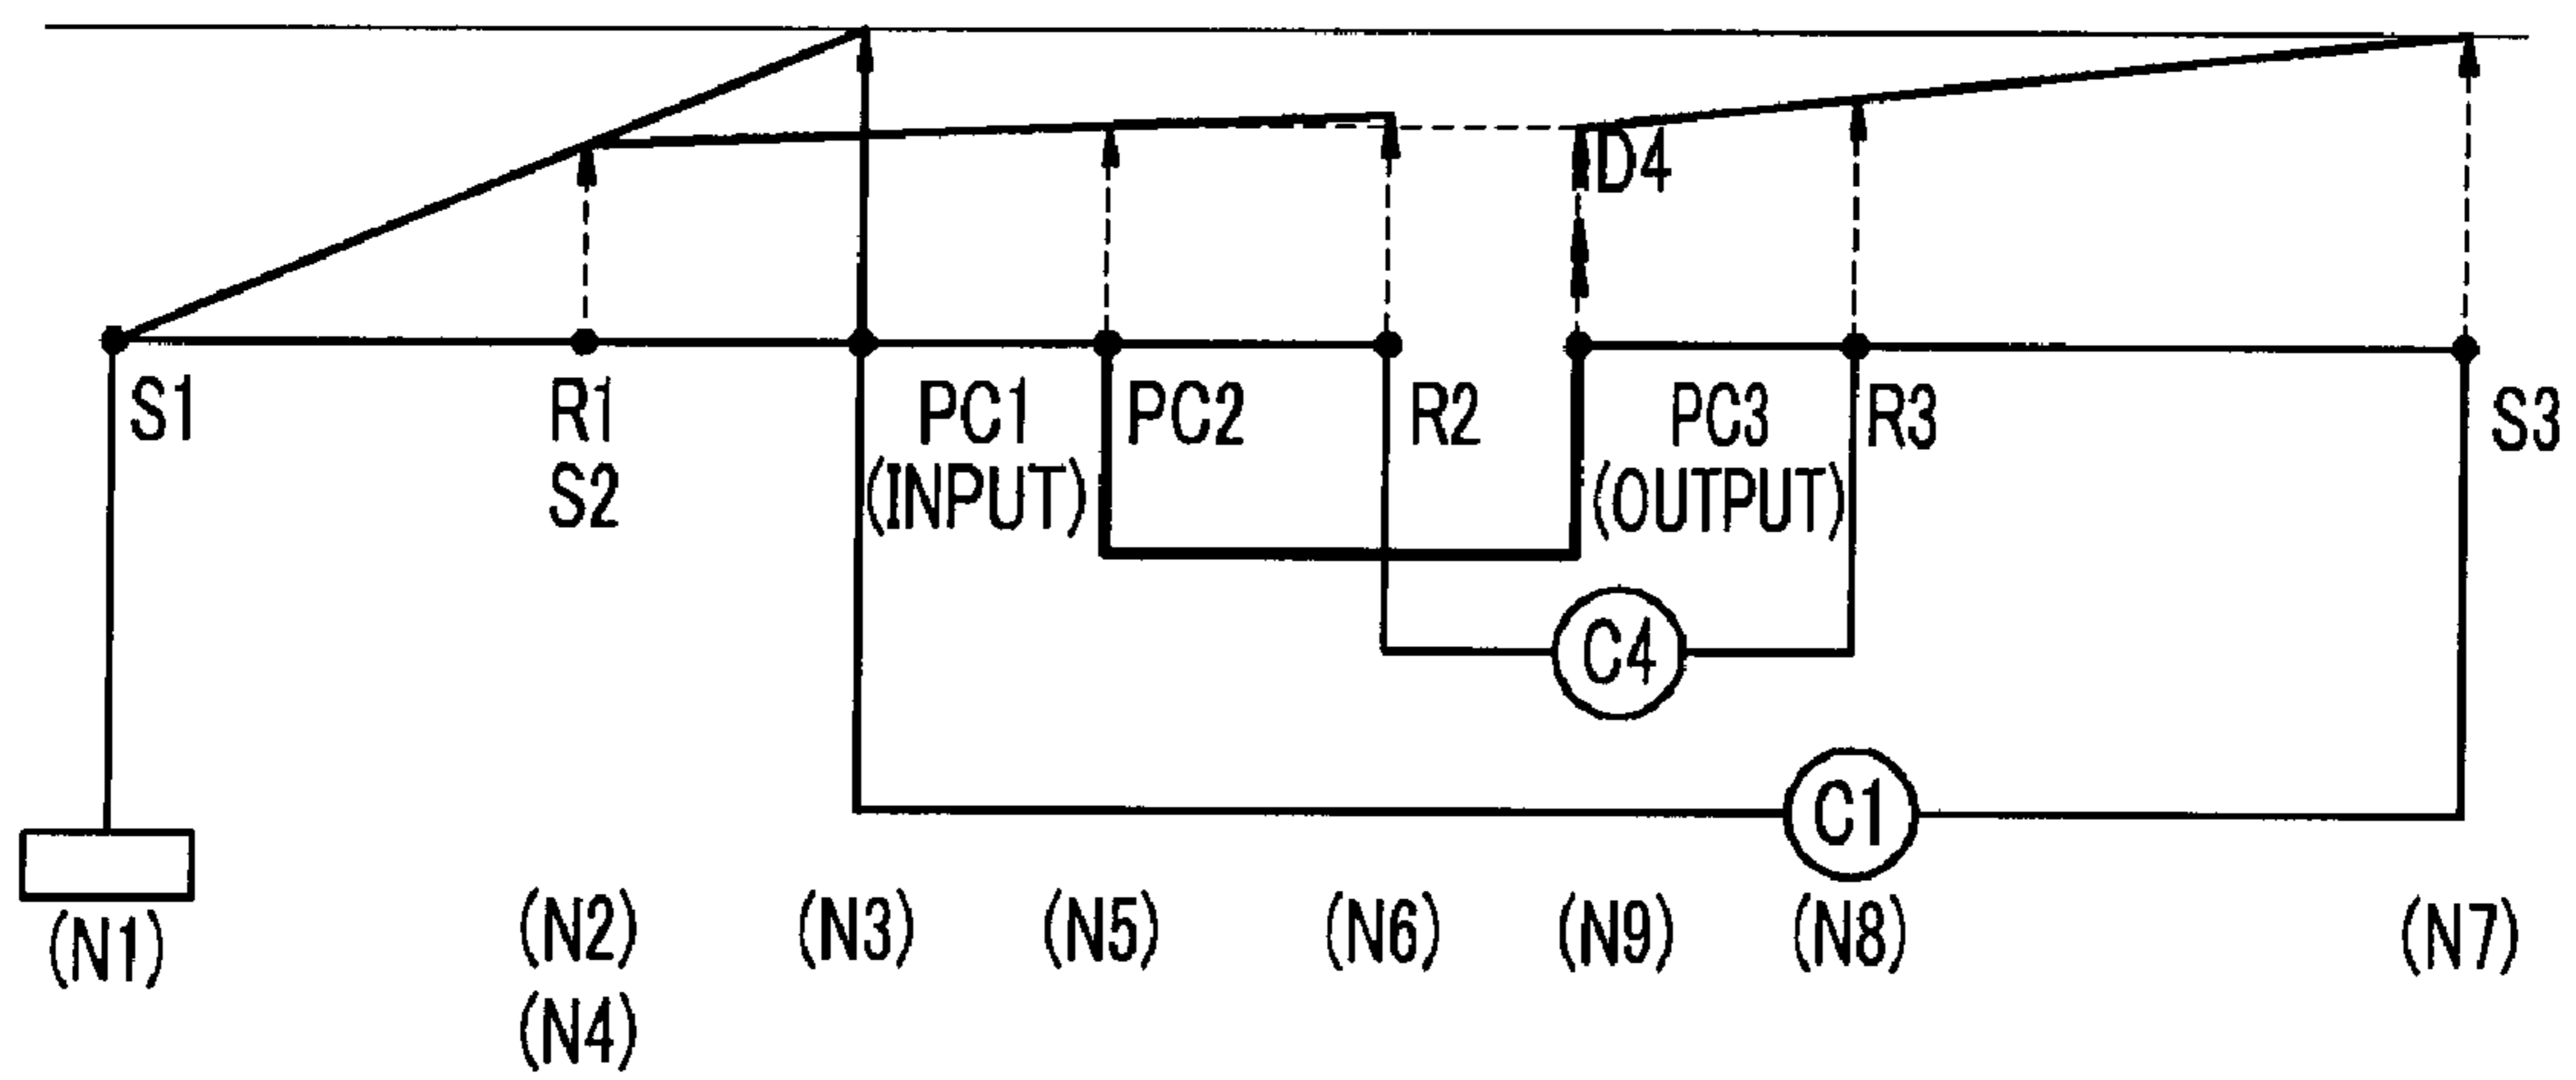 D4
S1
R1
S2
PC1
(INPUT)
PC2
R2
PC3
(OUTPUT)
R3
S3
C4
C1
(N1)
(N2)
(N4)
(N3)
(N5)
(N6)
(N9)
(N8)
(N7)